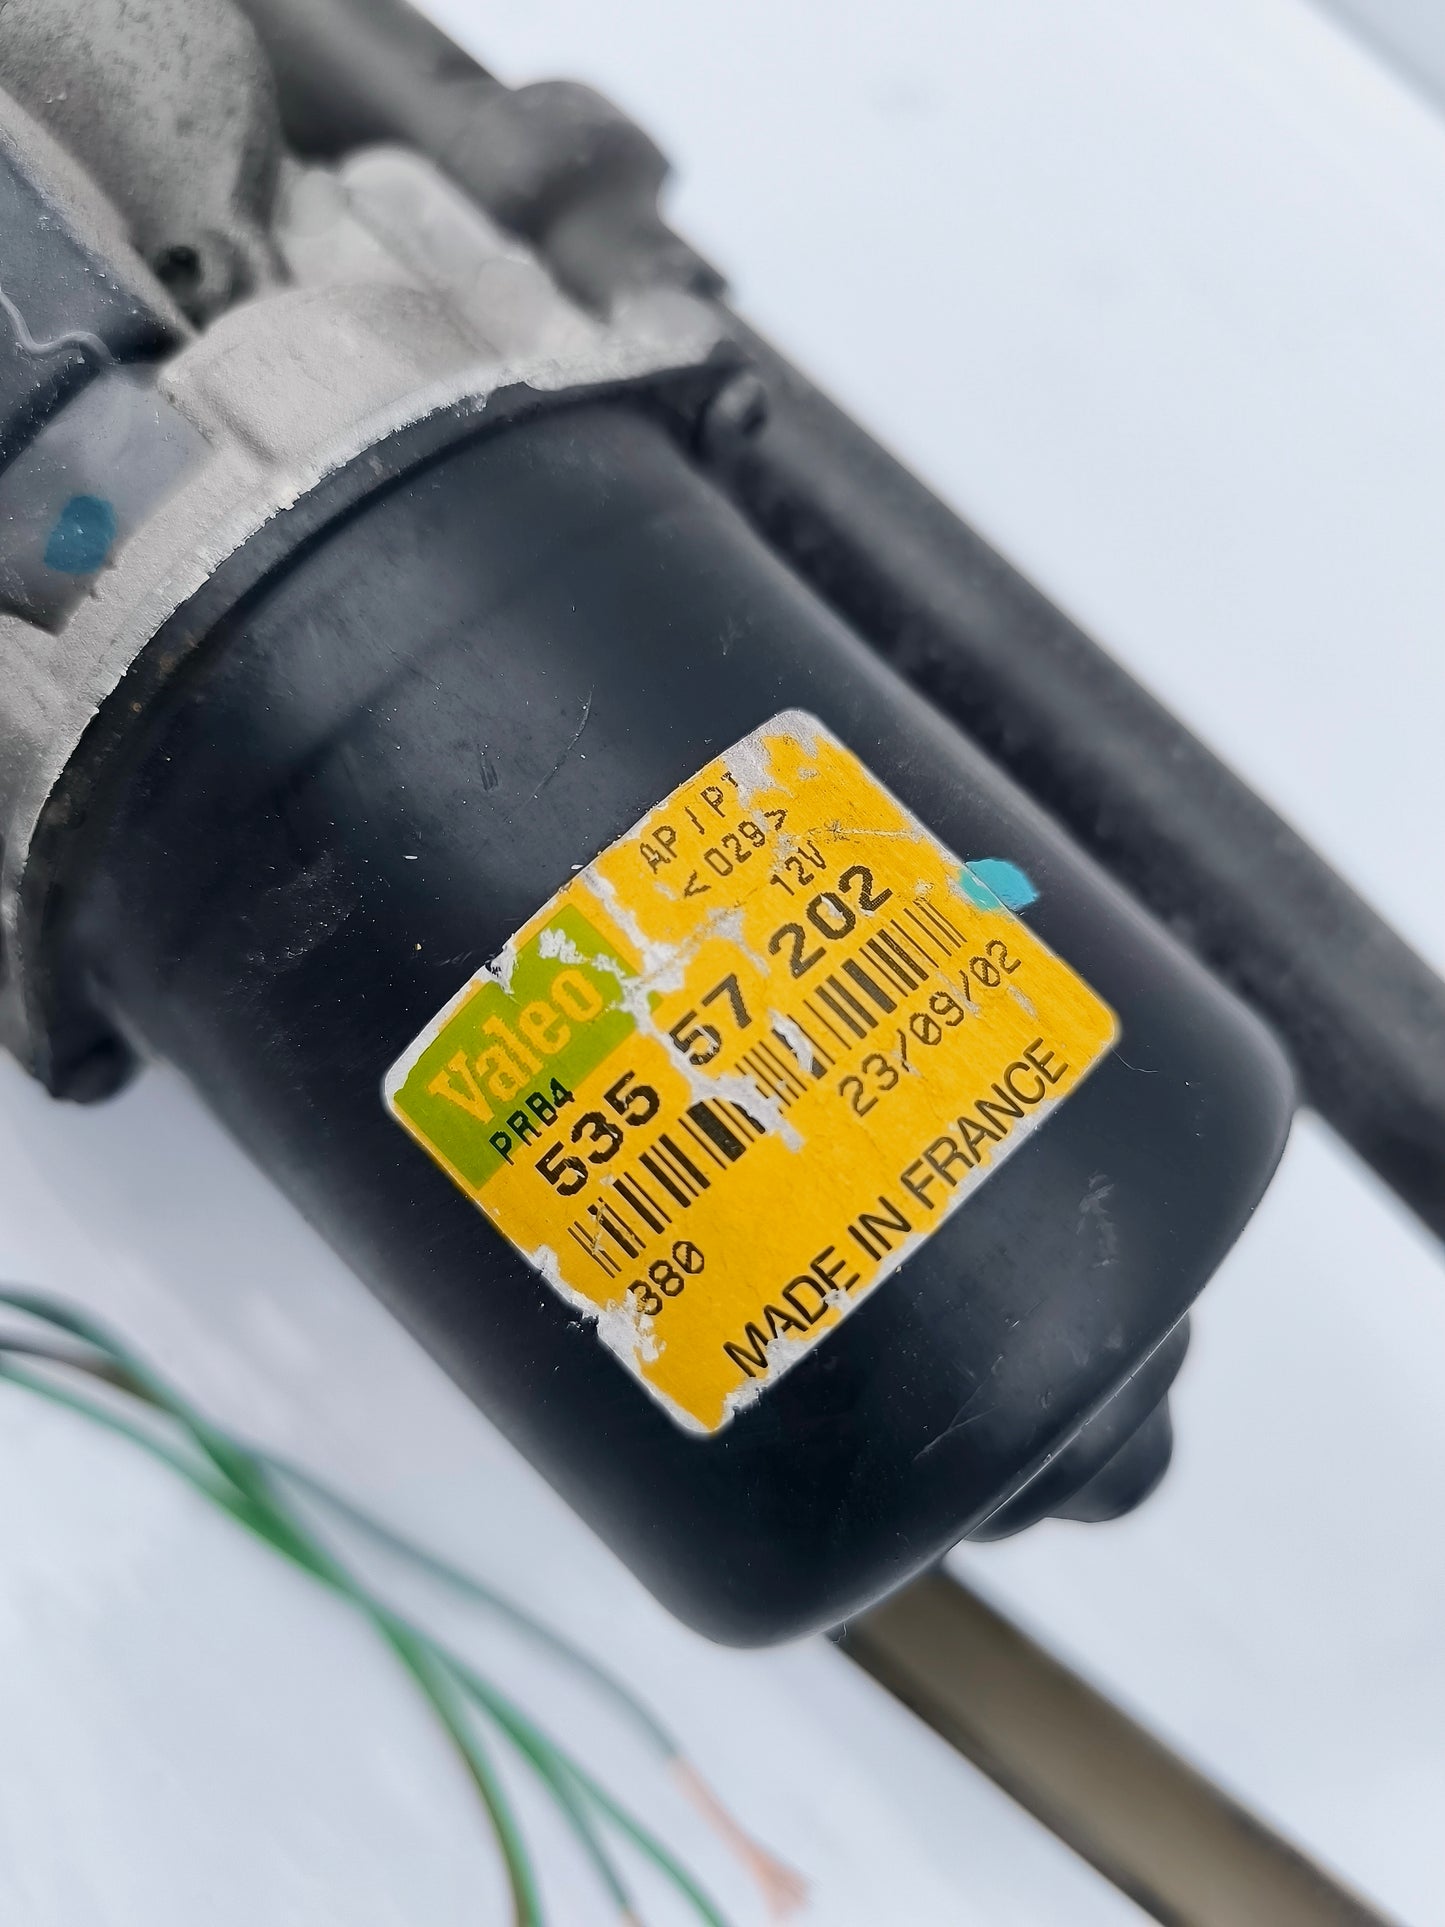 AP / PT
<029>
12V
Valeo
PRB4
535 57 202
380
23/09/02
MADE IN FRANCE